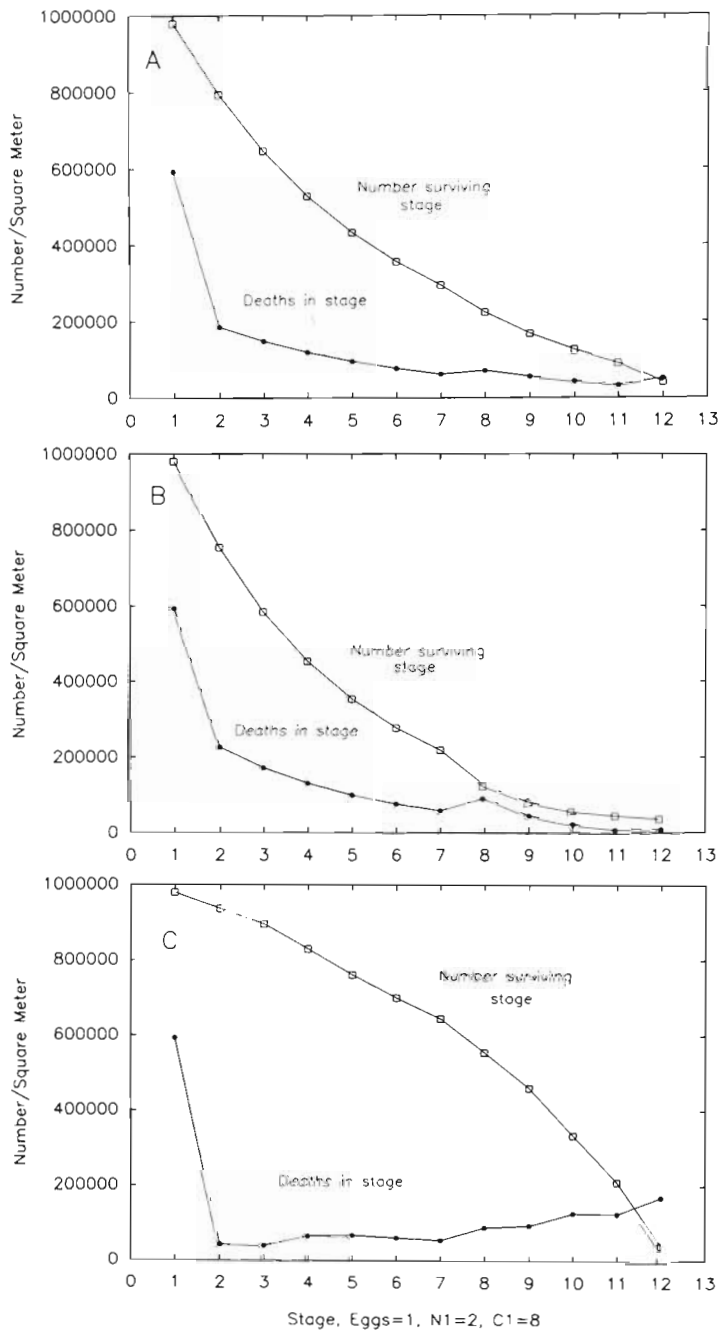 A
Number/Square Meter
1000000
800000
600000
400000
200000
0
Number surviving
stage
Deaths in stage
0 1 2 3 4 5 6 7 8 9 10 11 12 13
B
Number/Square Meter
1000000
800000
600000
400000
200000
0
Number surviving
stage
Deaths in stage
0 1 2 3 4 5 6 7 8 9 10 11 12 13
C
Number/Square Meter
1000000
800000
600000
400000
200000
0
Number surviving
stage
Deaths in stage
0 1 2 3 4 5 6 7 8 9 10 11 12 13
Stage, Eggs=1, N1=2, C1=8